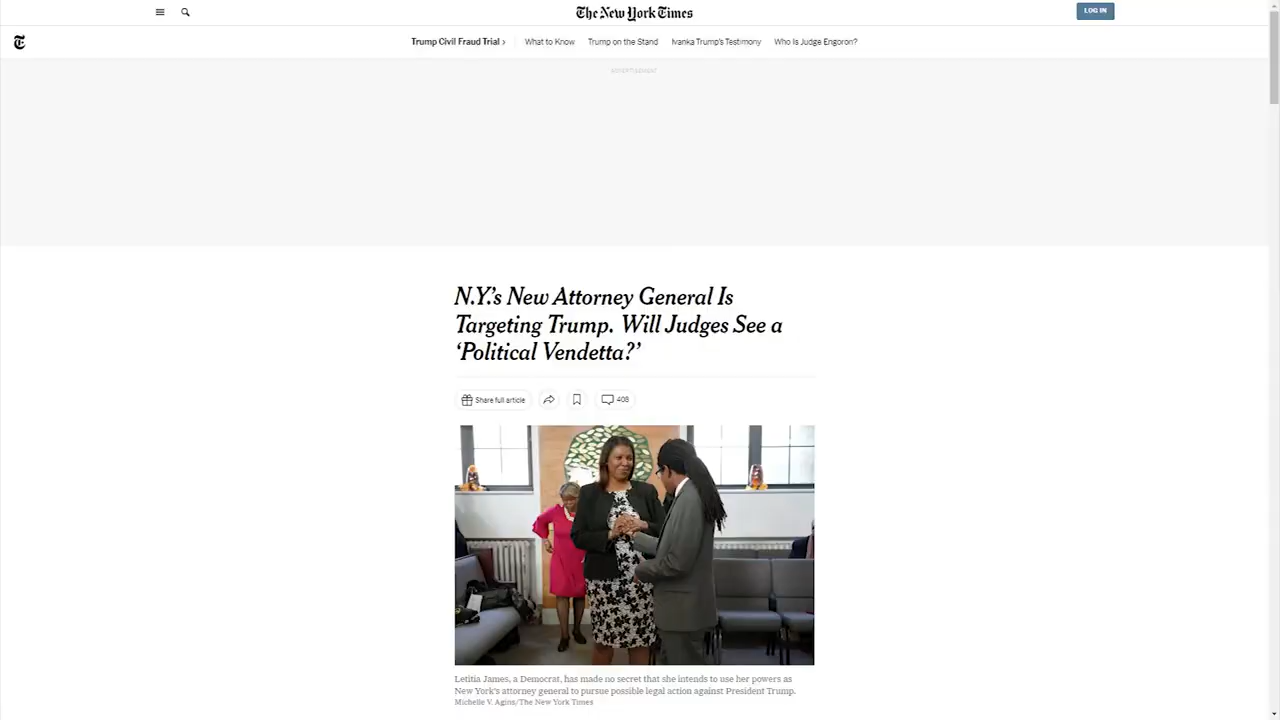 The New York Times
LOG IN
Trump Civil Fraud Trial ›
What to Know
Trump on the Stand
Ivanka Trump's Testimony
Who Is Judge Engoron?
ADVERTISEMENT
N.Y.'s New Attorney General Is
Targeting Trump. Will Judges See a
‘Political Vendetta?’
Share full article
408
Letitia James, a Democrat, has made no secret that she intends to use her powers as
New York's attorney general to pursue possible legal action against President Trump.
Michelle V. Agins/The New York Times